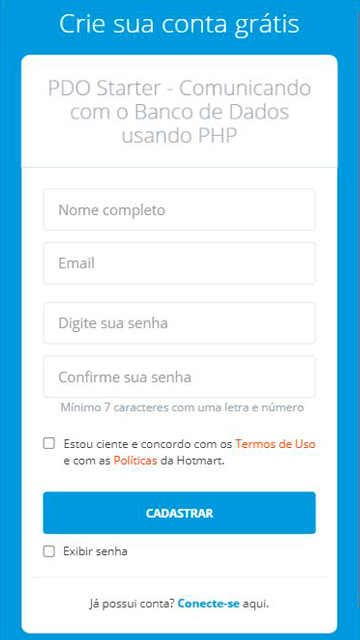 Crie sua conta grátis
PDO Starter - Comunicando
com o Banco de Dados
usando PHP
Nome completo
Email
Digite sua senha
Confirme sua senha
Mínimo 7 caracteres com uma letra e número
Estou ciente e concordo com os Termos de Uso
e com as Políticas da Hotmart.
CADASTRAR
Exibir senha
Já possui conta? Conecte-se aqui.